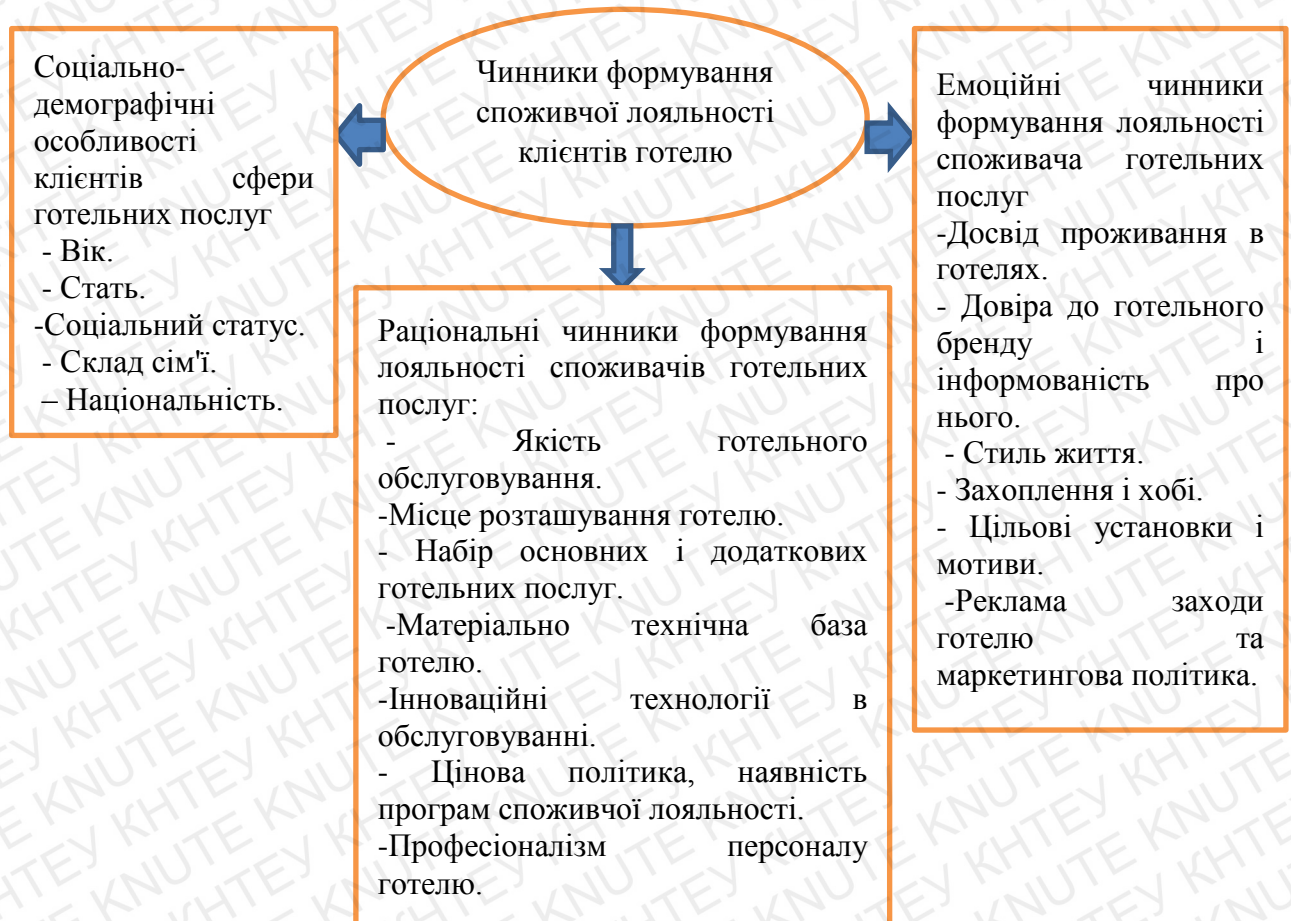 Чинники формування
споживчої лояльності
клієнтів готелю
Соціально-
демографічні
особливості
клієнтів сфери
готельних послуг
- Вік.
- Стать.
-Соціальний статус.
- Склад сім'ї.
– Національність.
Раціональні чинники формування
лояльності споживачів готельних
послуг:
- Якість готельного
обслуговування.
-Місце розташування готелю.
- Набір основних і додаткових
готельних послуг.
-Матеріально технічна база
готелю.
-Інноваційні технології в
обслуговуванні.
- Цінова політика, наявність
програм споживчої лояльності.
-Професіоналізм персоналу
готелю.
Емоційні чинники
формування лояльності
споживача готельних
послуг
-Досвід проживання в
готелях.
- Довіра до готельного
бренду і
інформованість про
нього.
- Стиль життя.
- Захоплення і хобі.
- Цільові установки і
мотиви.
-Реклама заходи
готелю та
маркетингова політика.